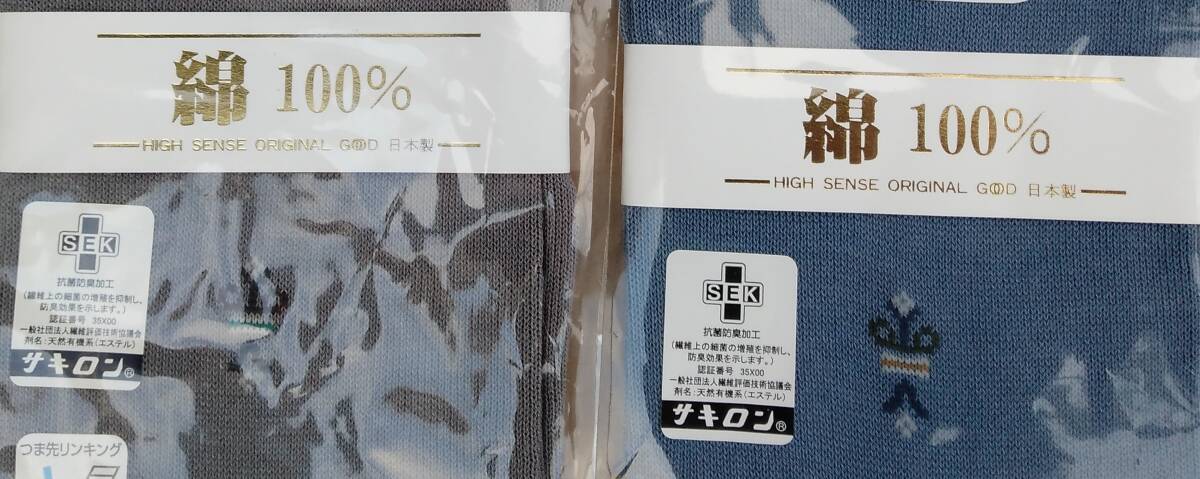 綿 100%
HIGH SENSE ORIGINAL GOOD 日本製
SEK
抗菌防臭加工
(繊維上の細菌の増殖を抑制し、
防臭効果を示します。)
認証番号 35X00
一般社団法人繊維評価技術協議会
剤名:天然有機系(エステル)
サキロン®
つま先リンキング
綿 100%
HIGH SENSE ORIGINAL GOOD 日本製
SEK
抗菌防臭加工
(繊維上の細菌の増殖を抑制し、
防臭効果を示します。)
認証番号 35X00
一般社団法人繊維評価技術協議会
剤名:天然有機系(エステル)
サキロン®